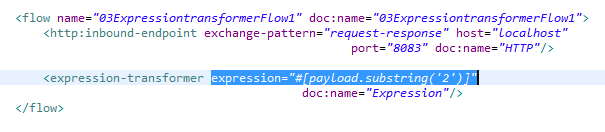 <flow name="03ExpressiontransformerFlow1" doc:name="03ExpressiontransformerFlow1">
<http:inbound-endpoint exchange-pattern="request-response" host="localhost"
port="8083" doc:name="HTTP"/>
<expression-transformer expression="#[payload.substring('2')]"
doc:name="Expression"/>
</flow>